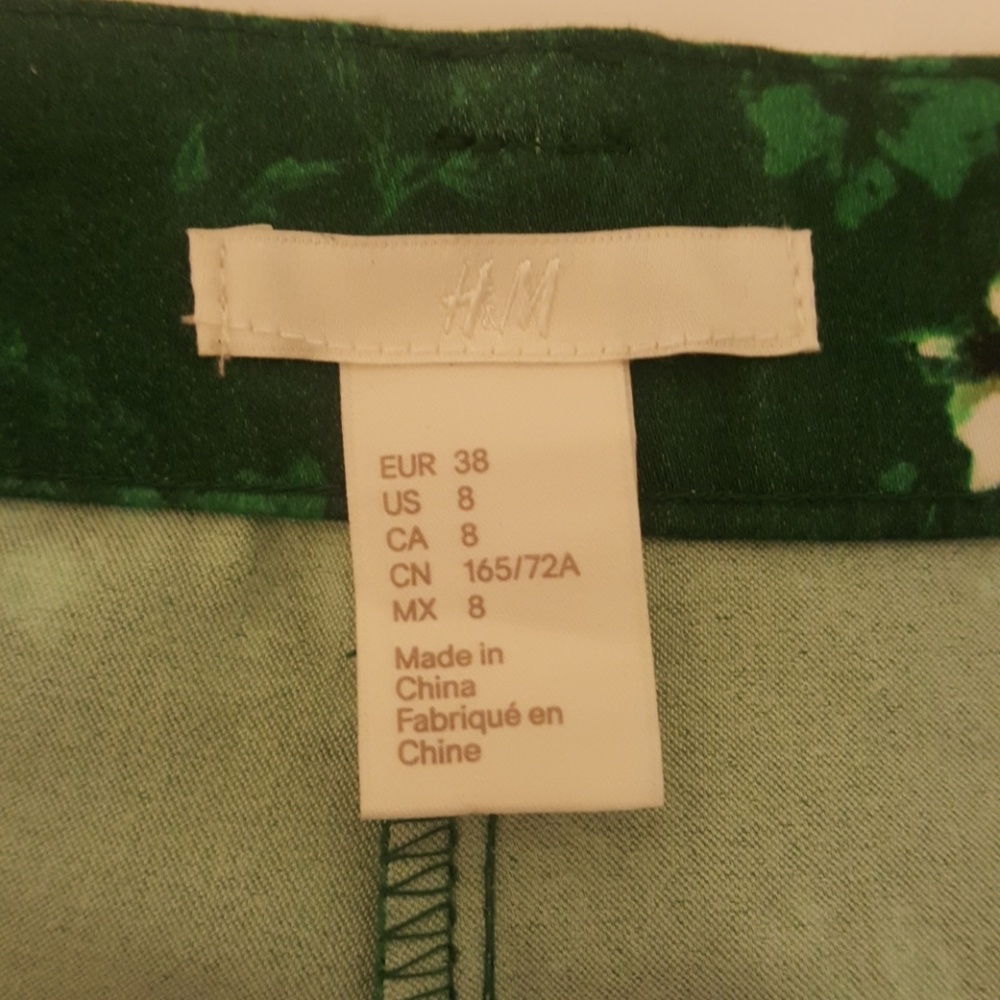 H&M
EUR 38
US 8
CA 8
CN 165/72A
MX 8
Made in
China
Fabriqué en
Chine